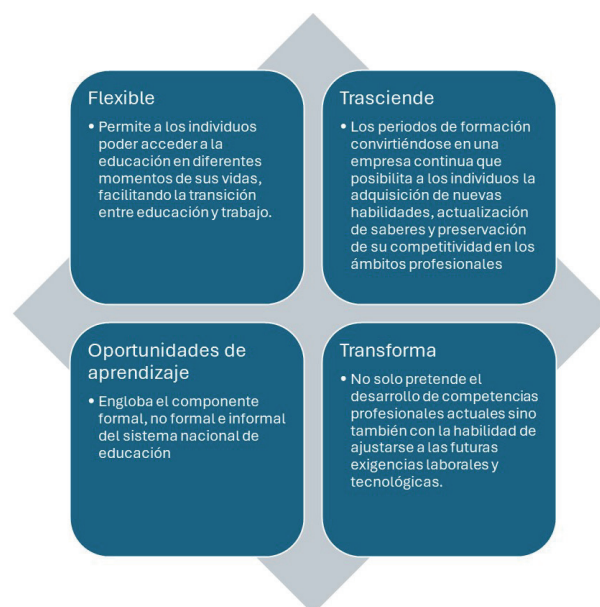 Flexible
• Permite a los individuos
poder acceder a la
educación en diferentes
momentos de sus vidas,
facilitando la transición
entre educación y trabajo.
Trasciende
• Los periodos de formación
convirtiéndose en una
empresa continua que
posibilita a los individuos la
adquisición de nuevas
habilidades, actualización
de saberes y preservación
de su competitividad en los
ámbitos profesionales
Oportunidades de
aprendizaje
• Engloba el componente
formal, no formal e informal
del sistema nacional de
educación
Transforma
• No solo pretende el
desarrollo de competencias
profesionales actuales sino
también con la habilidad de
ajustarse a las futuras
exigencias laborales y
tecnológicas.